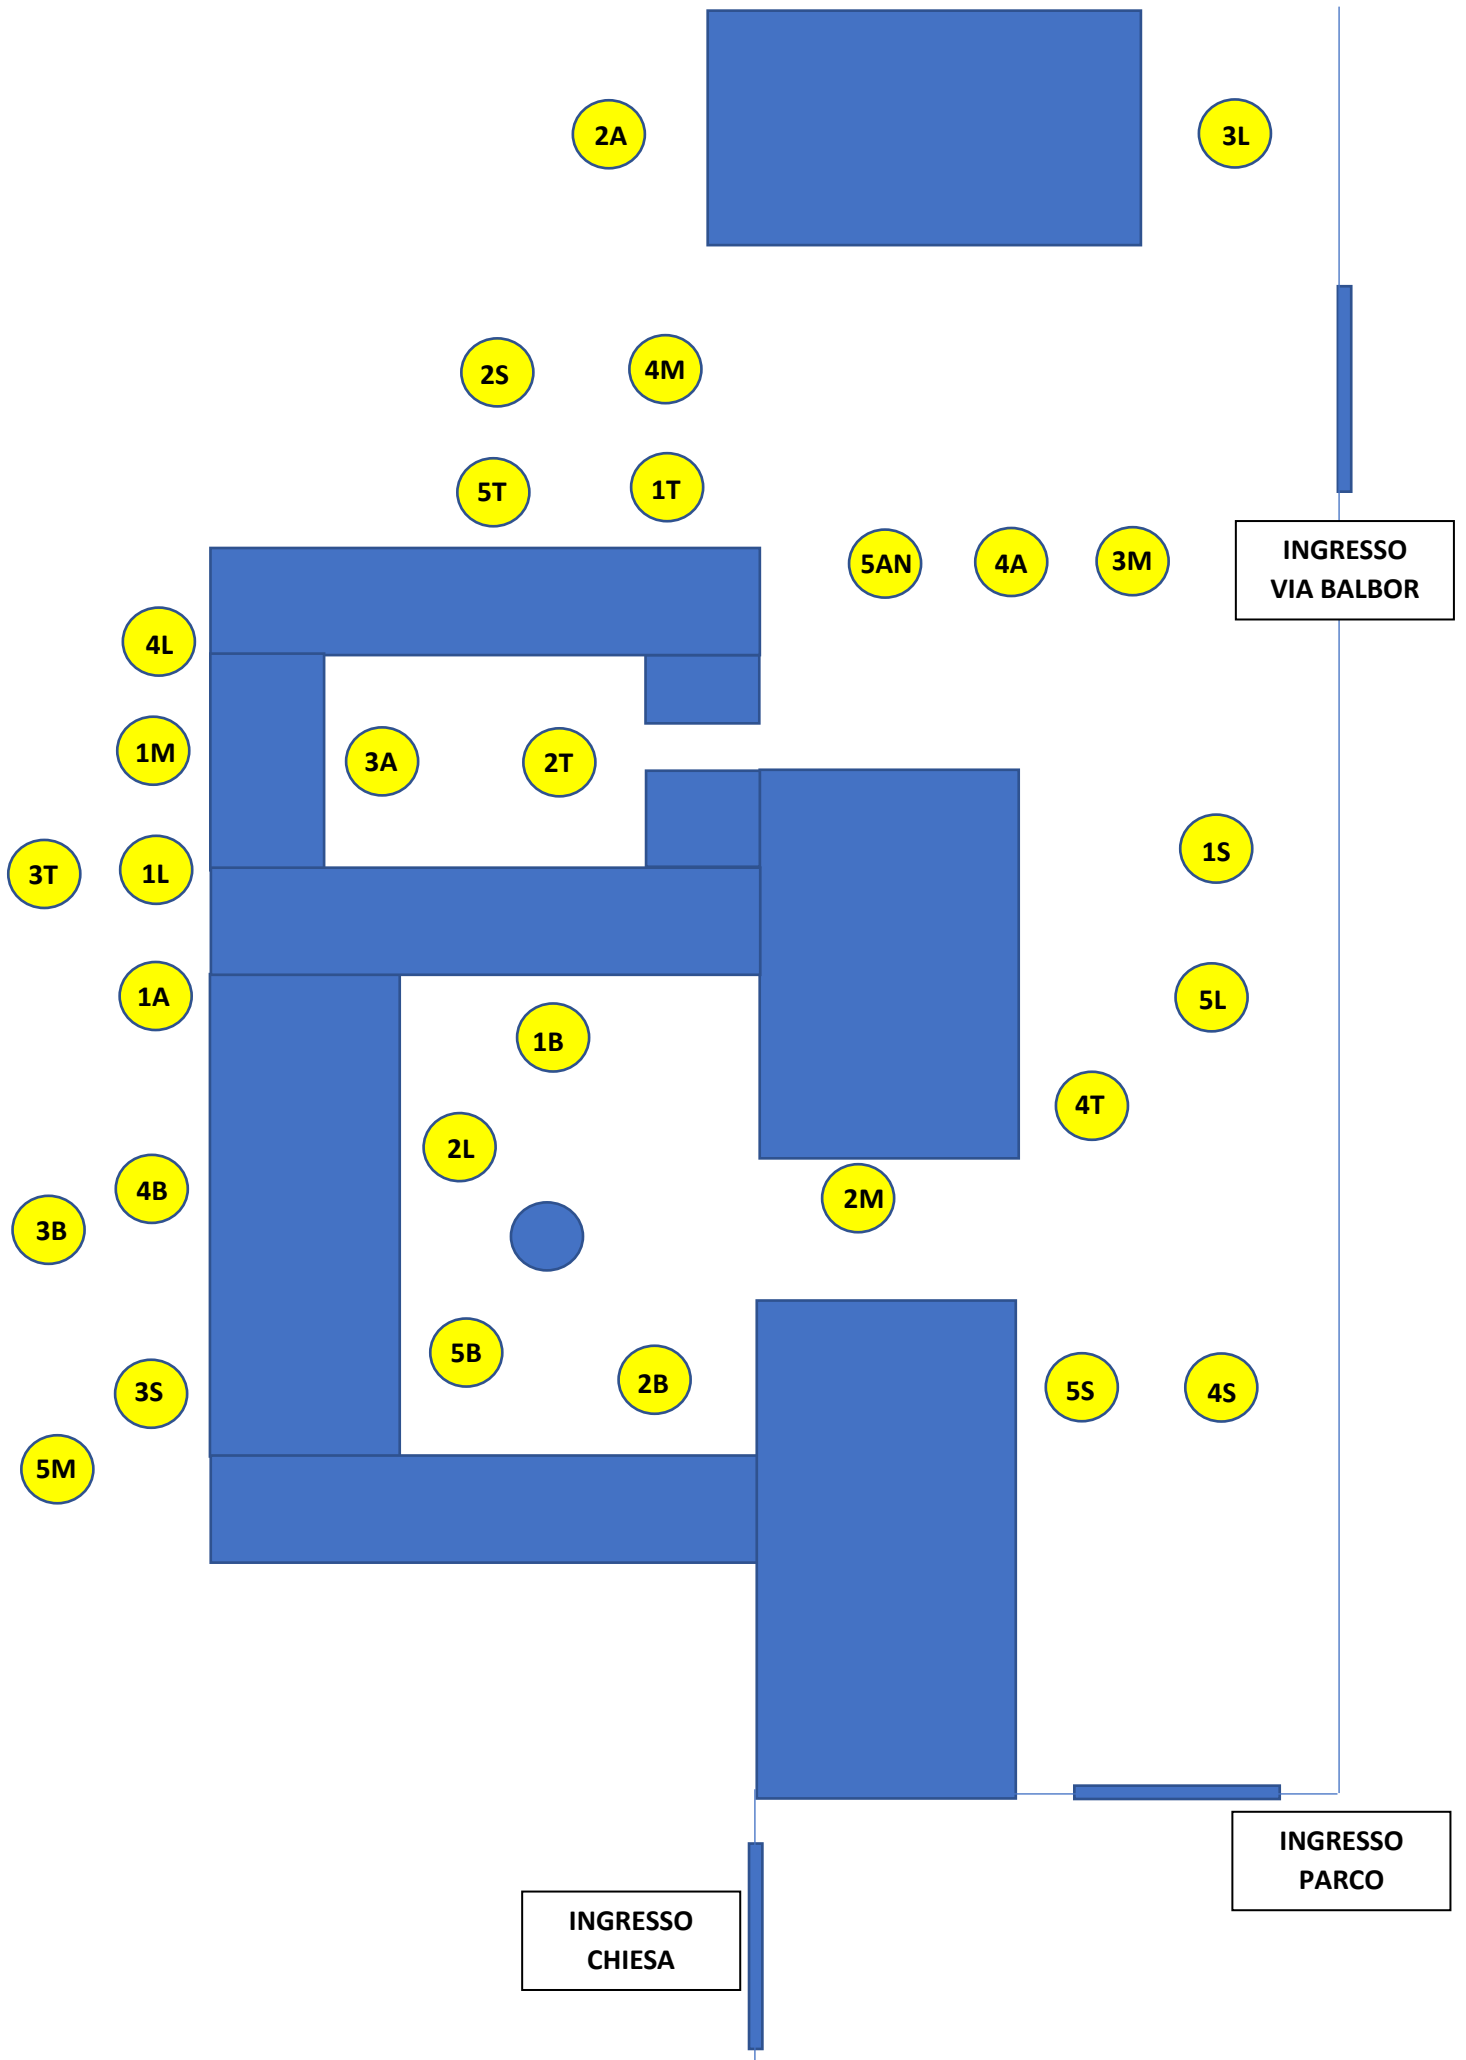 2A
3L
2S
4M
5T
1T
5AN
4A
3M
INGRESSO
VIA BALBOR
4L
1M
3A
2T
3T
1L
1S
1A
5L
1B
4T
2L
4B
2M
3B
5B
2B
3S
5S
4S
5M
INGRESSO
PARCO
INGRESSO
CHIESA